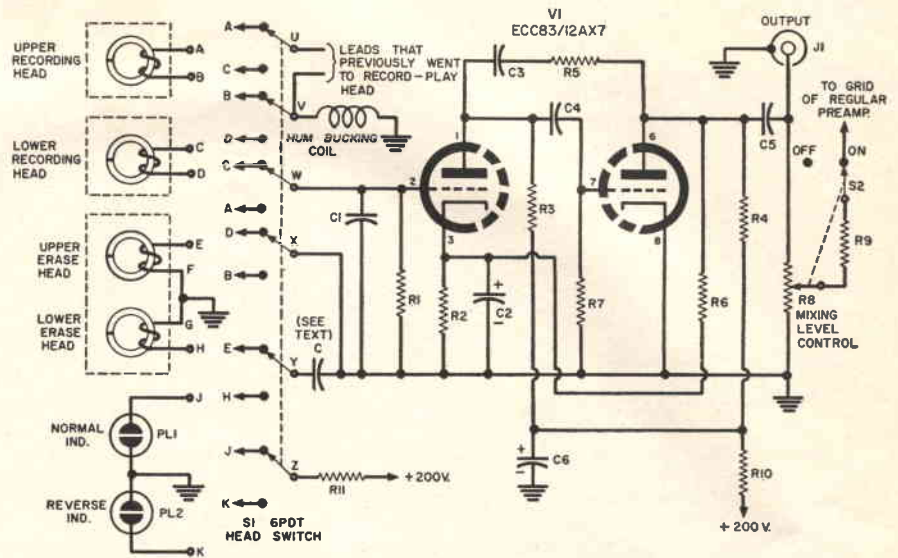 V1
ECC83/12AX7
OUTPUT
J1
UPPER
RECORDING
HEAD
A
B
LOWER
RECORDING
HEAD
C
D
UPPER
ERASE
HEAD
E
F
LOWER
ERASE
HEAD
G
H
NORMAL
IND.
PL1
J
REVERSE
IND.
PL2
K
A
U
C
B
V
D
C
W
A
D
X
B
E
Y
H
J
Z
K
S1 6PDT
HEAD SWITCH
LEADS THAT
PREVIOUSLY WENT
TO RECORD-PLAY
HEAD
HUM BUCKING
COIL
(SEE
TEXT)
C
R11
+200V.
C1
R1
1
2
3
R2
+
C2
-
C3
R5
C4
R3
R7
6
7
8
R6
R4
C5
+
C6
-
R10
+200 V.
TO GRID
OF REGULAR
PREAMP.
OFF
ON
S2
R9
R8
MIXING
LEVEL
CONTROL